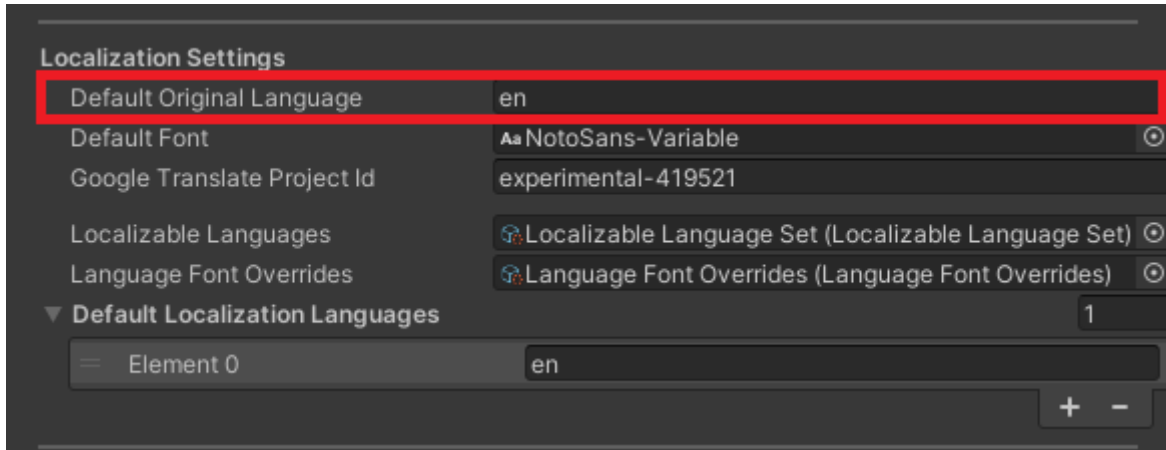 Localization Settings
Default Original Language en
Default Font Aa NotoSans-Variable
Google Translate Project Id experimental-419521
Localizable Languages Localizable Language Set (Localizable Language Set)
Language Font Overrides Language Font Overrides (Language Font Overrides)
Default Localization Languages 1
= Element 0 en
+ -